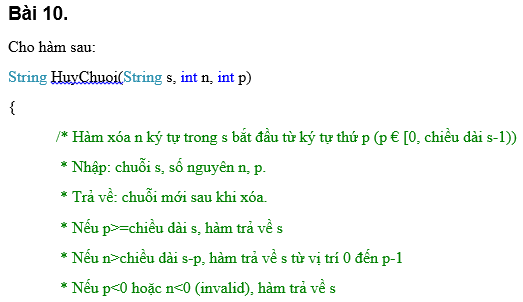 Bài 10.
Cho hàm sau:
String HuyChuoi(String s, int n, int p)
{
/* Hàm xóa n ký tự trong s bắt đầu từ ký tự thứ p (p € [0, chiều dài s-1))
* Nhập: chuỗi s, số nguyên n, p.
* Trả về: chuỗi mới sau khi xóa.
* Nếu p>=chiều dài s, hàm trả về s
* Nếu n>chiều dài s-p, hàm trả về s từ vị trí 0 đến p-1
* Nếu p<0 hoặc n<0 (invalid), hàm trả về s